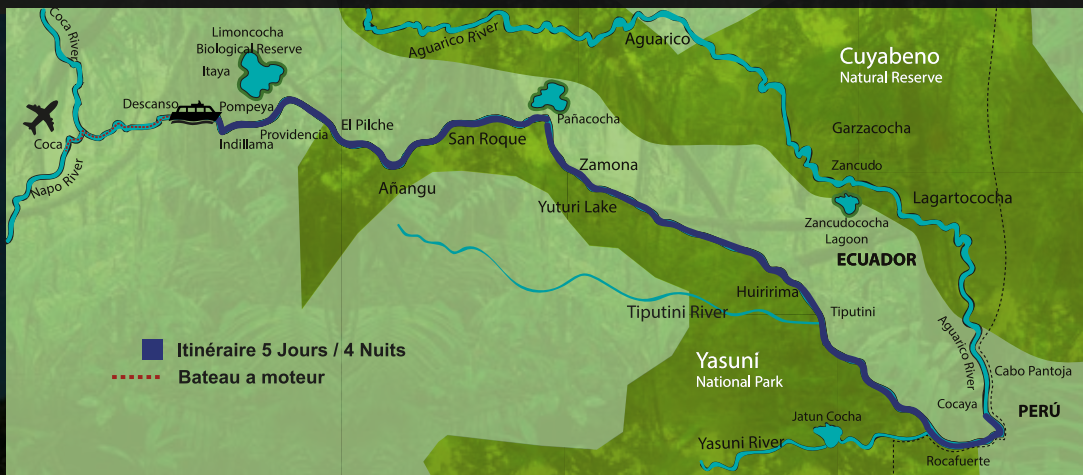 Coca River
Limoncocha
Biological Reserve
Itaya
Aguarico River
Aguarico
Cuyabeno
Natural Reserve
Descanso
Pompeya
Coca
Indillama
Providencia
El Pilche
San Roque
Pañacocha
Garzacocha
Napo River
Añangu
Zamona
Zancudo
Yuturi Lake
Lagartococha
Zancudococha
Lagoon
ECUADOR
Huiririma
Tiputini River
Tiputini
Itinéraire 5 Jours / 4 Nuits
Bateau a moteur
Yasuní
National Park
Aguarico River
Cabo Pantoja
Cocaya
PERÚ
Jatun Cocha
Yasuni River
Rocafuerte